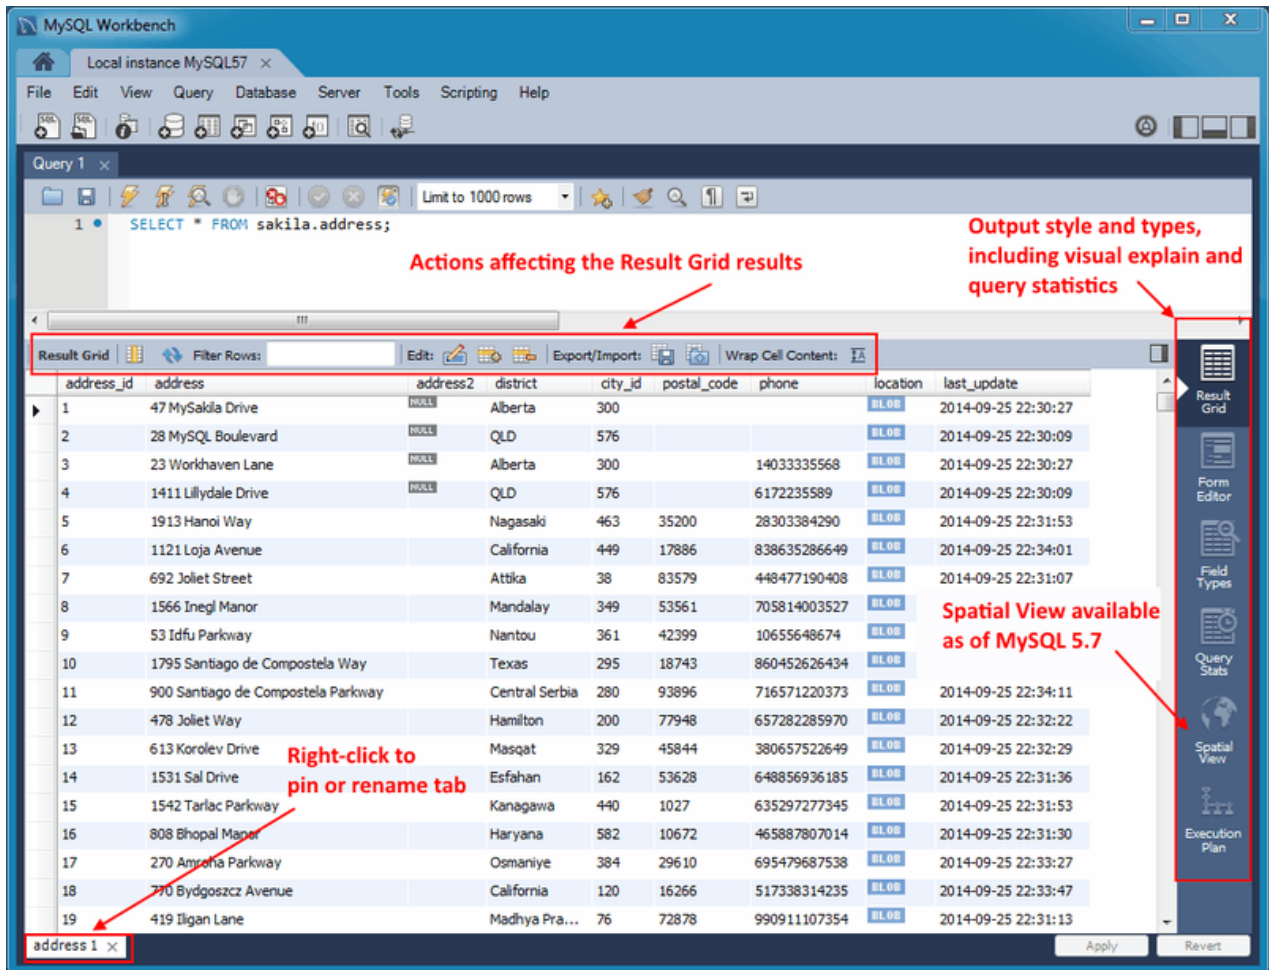 MySQL Workbench
Local instance MySQL57
File Edit View Query Database Server Tools Scripting Help
Query 1
Limit to 1000 rows
1 SELECT * FROM sakila.address;
Output style and types,
including visual explain and
query statistics
Actions affecting the Result Grid results
Result Grid Filter Rows: Edit: Export/Import: Wrap Cell Content:
address_id address address2 district city_id postal_code phone location last_update
1 47 MySakila Drive NULL Alberta 300 BLOB 2014-09-25 22:30:27
2 28 MySQL Boulevard NULL QLD 576 BLOB 2014-09-25 22:30:09
3 23 Workhaven Lane NULL Alberta 300 14033335568 BLOB 2014-09-25 22:30:27
4 1411 Lillydale Drive NULL QLD 576 6172235589 BLOB 2014-09-25 22:30:09
5 1913 Hanoi Way Nagasaki 463 35200 28303384290 BLOB 2014-09-25 22:31:53
6 1121 Loja Avenue California 449 17886 838635286649 BLOB 2014-09-25 22:34:01
7 692 Joliet Street Attika 38 83579 448477190408 BLOB 2014-09-25 22:31:07
8 1566 Inegl Manor Mandalay 349 53561 705814003527 BLOB
9 53 Idfu Parkway Nantou 361 42399 10655648674 BLOB
10 1795 Santiago de Compostela Way Texas 295 18743 860452626434 BLOB
11 900 Santiago de Compostela Parkway Central Serbia 280 93896 716571220373 BLOB 2014-09-25 22:34:11
12 478 Joliet Way Hamilton 200 77948 657282285970 BLOB 2014-09-25 22:32:22
13 613 Korolev Drive Masqat 329 45844 380657522649 BLOB 2014-09-25 22:32:29
14 1531 Sal Drive Esfahan 162 53628 648856936185 BLOB 2014-09-25 22:31:36
15 1542 Tarlac Parkway Kanagawa 440 1027 635297277345 BLOB 2014-09-25 22:31:53
16 808 Bhopal Manor Haryana 582 10672 465887807014 BLOB 2014-09-25 22:31:30
17 270 Amroha Parkway Osmaniye 384 29610 695479687538 BLOB 2014-09-25 22:33:27
18 770 Bydgoszcz Avenue California 120 16266 517338314235 BLOB 2014-09-25 22:33:47
19 419 Iligan Lane Madhya Pra... 76 72878 990911107354 BLOB 2014-09-25 22:31:13
Spatial View available
as of MySQL 5.7
Right-click to
pin or rename tab
Result
Grid
Form
Editor
Field
Types
Query
Stats
Spatial
View
Execution
Plan
address 1
Apply Revert